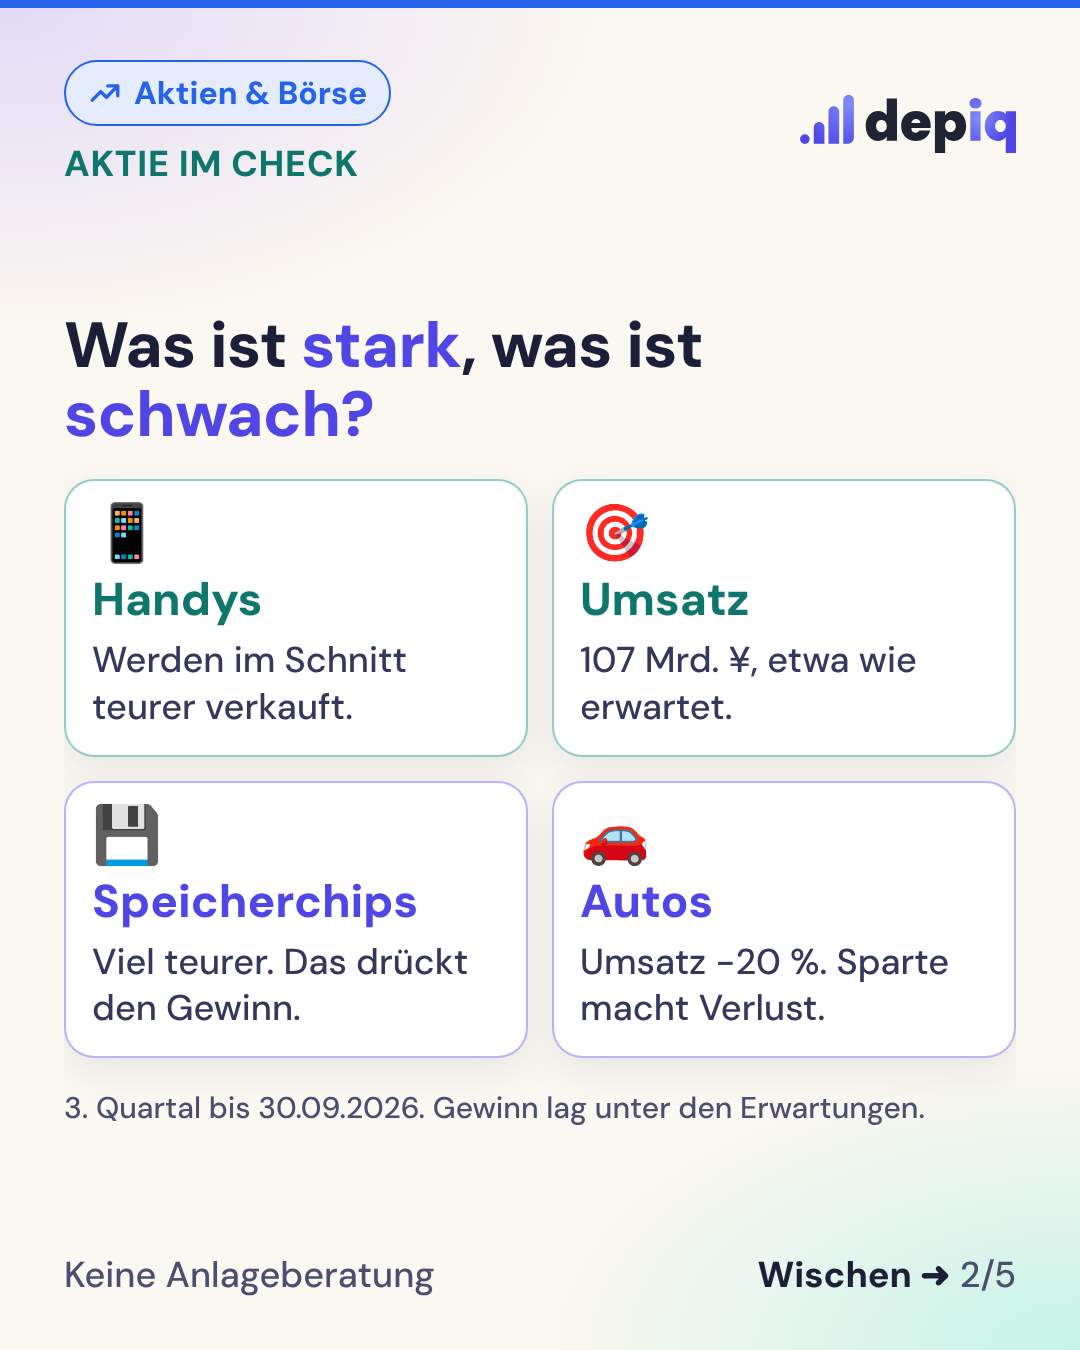 Aktien & Börse
AKTIE IM CHECK
depiq
Was ist stark, was ist
schwach?
Handys
Werden im Schnitt
teurer verkauft.
Umsatz
107 Mrd. ¥, etwa wie
erwartet.
Speicherchips
Viel teurer. Das drückt
den Gewinn.
Autos
Umsatz −20 %. Sparte
macht Verlust.
3. Quartal bis 30.09.2026. Gewinn lag unter den Erwartungen.
Keine Anlageberatung
Wischen ➜ 2/5